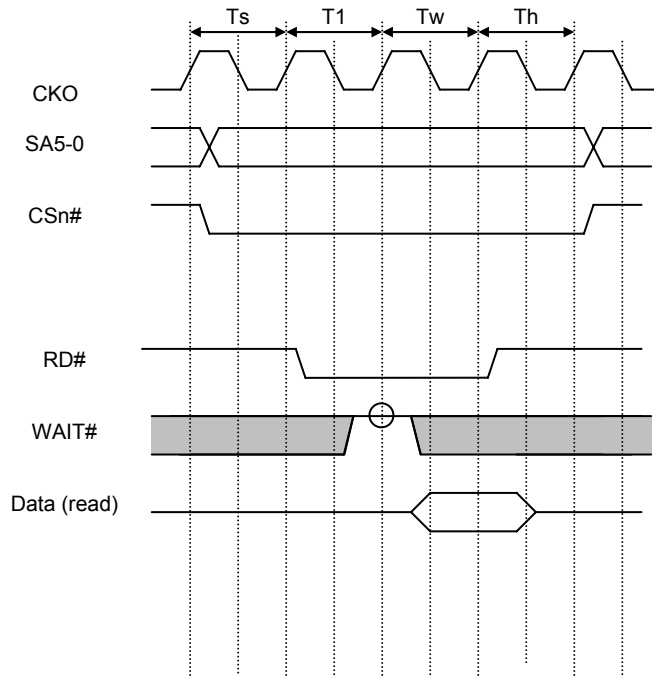 Ts T1 Tw Th
CKO
SA5-0
CSn#
RD#
WAIT#
Data (read)